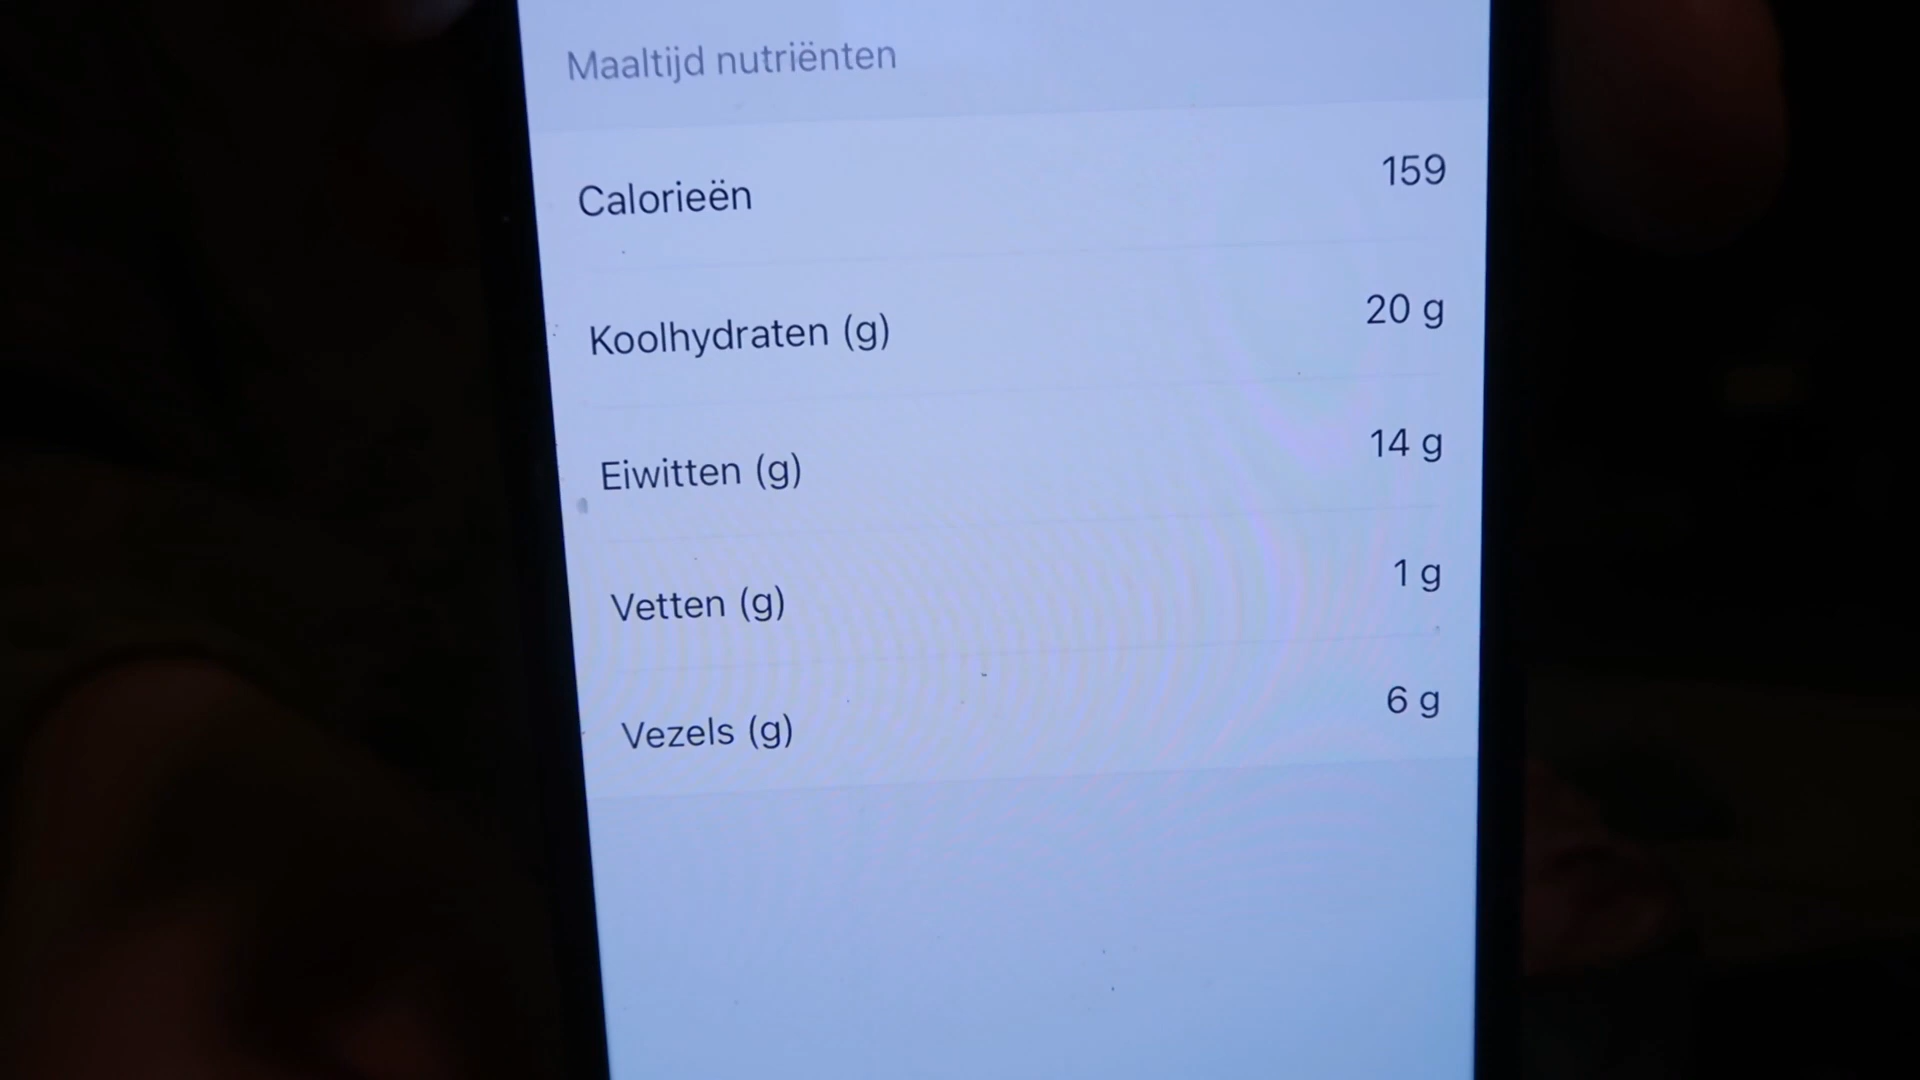 Maaltijd nutriënten
Calorieën 159
Koolhydraten (g) 20 g
Eiwitten (g) 14 g
Vetten (g) 1 g
Vezels (g) 6 g